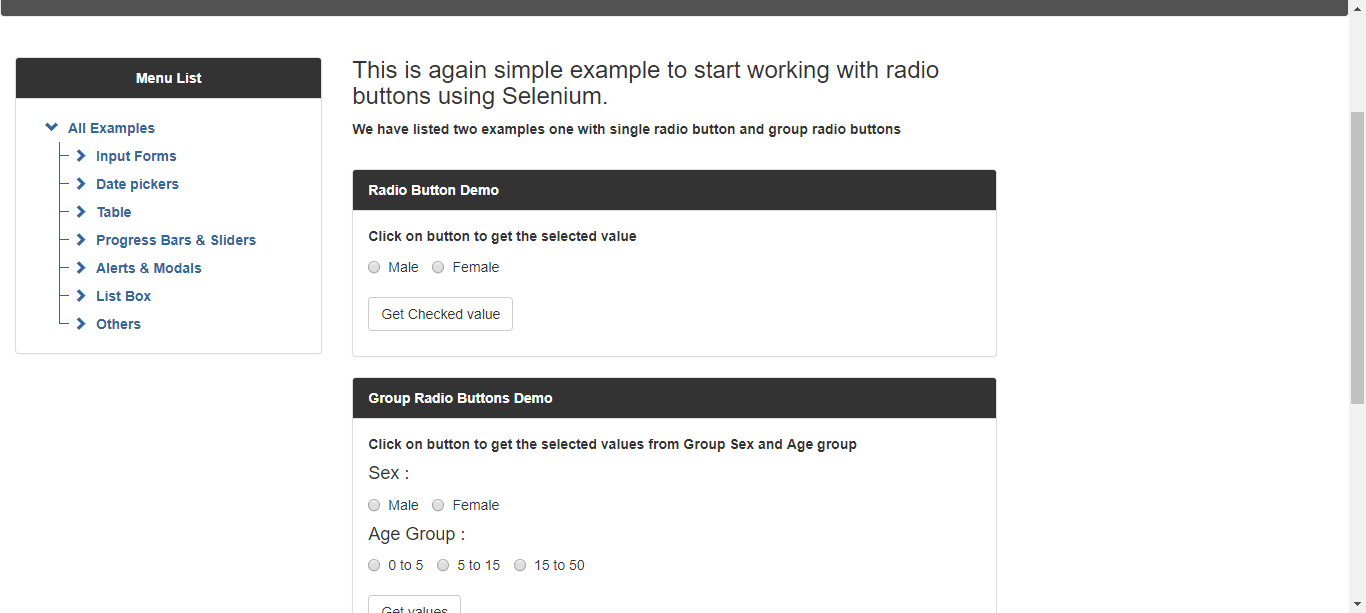 Menu List
All Examples
Input Forms
Date pickers
Table
Progress Bars & Sliders
Alerts & Modals
List Box
Others
This is again simple example to start working with radio
buttons using Selenium.
We have listed two examples one with single radio button and group radio buttons
Radio Button Demo
Click on button to get the selected value
Male Female
Get Checked value
Group Radio Buttons Demo
Click on button to get the selected values from Group Sex and Age group
Sex :
Male Female
Age Group :
0 to 5 5 to 15 15 to 50
Get values